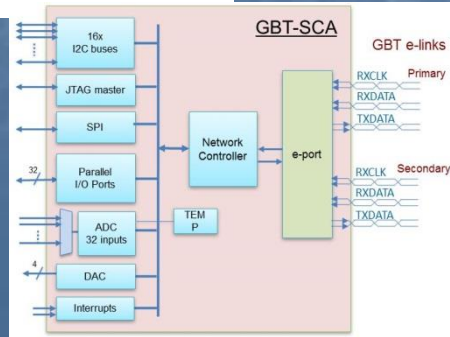 GBT-SCA
16x
I2C buses
JTAG master
SPI
32
Parallel
I/O Ports
ADC
32 inputs
4
DAC
Interrupts
TEM
P
Network
Controller
e-port
GBT e-links
RXCLK
Primary
RXDATA
TXDATA
Secondary
RXCLK
RXDATA
TXDATA